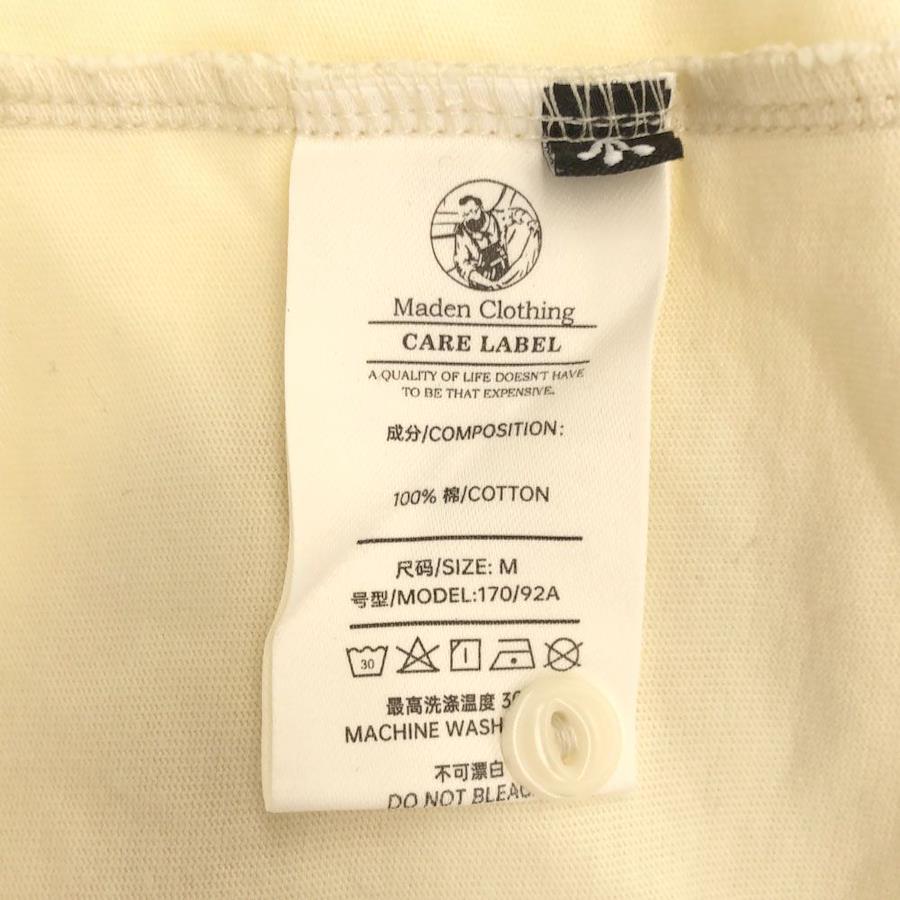 Maden Clothing
CARE LABEL
A QUALITY OF LIFE DOESN'T HAVE
TO BE THAT EXPENSIVE.
成分/COMPOSITION:
100% 棉/COTTON
尺码/SIZE: M
号型/MODEL:170/92A
30
最高洗涤温度
MACHINE WASH
不可漂白
DO NOT